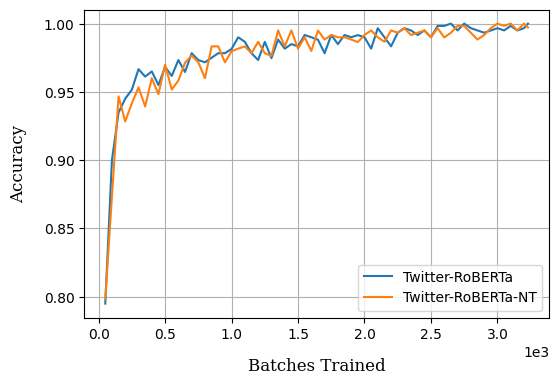 1.00
0.95
0.90
0.85
0.80
Accuracy
Twitter-RoBERTa
Twitter-RoBERTa-NT
0.0 0.5 1.0 1.5 2.0 2.5 3.0
1e3
Batches Trained